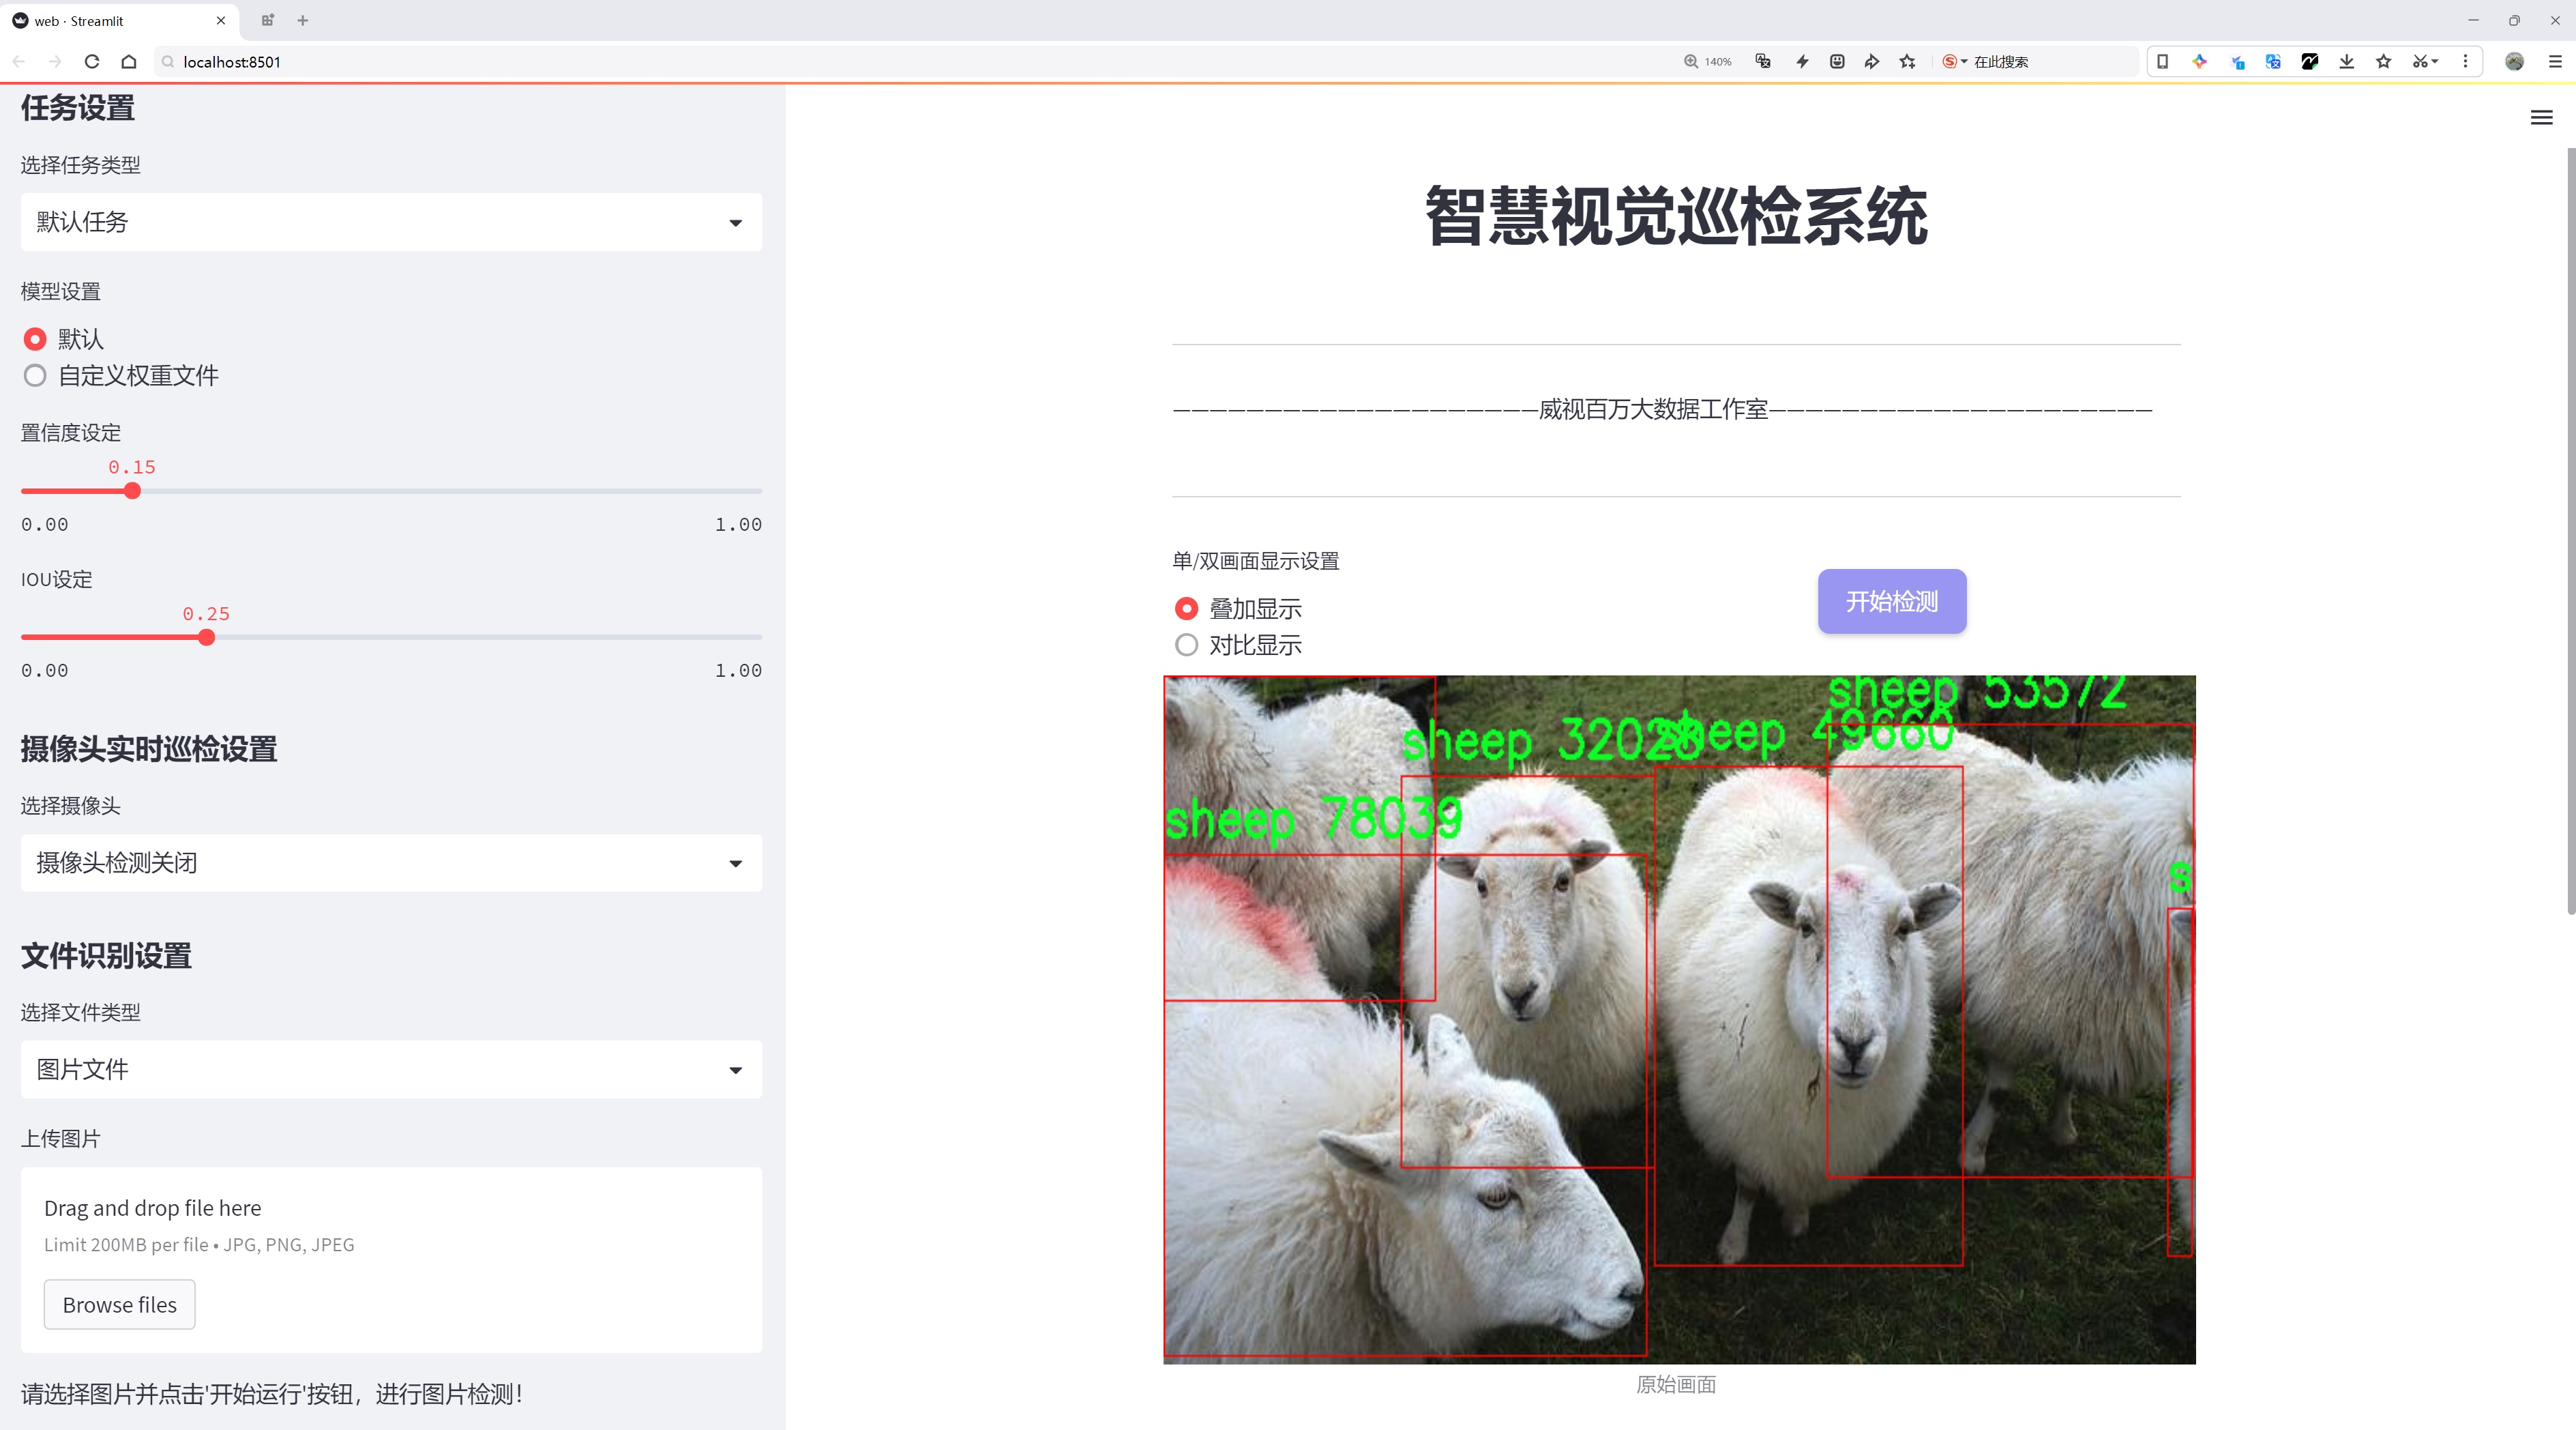 web · Streamlit
localhost:8501
140%
在此搜索
任务设置
选择任务类型
默认任务
模型设置
默认
自定义权重文件
置信度设定
0.15
0.00 1.00
IOU设定
0.25
0.00 1.00
摄像头实时巡检设置
选择摄像头
摄像头检测关闭
文件识别设置
选择文件类型
图片文件
上传图片
Drag and drop file here
Limit 200MB per file • JPG, PNG, JPEG
Browse files
请选择图片并点击'开始运行'按钮，进行图片检测！
智慧视觉巡检系统
————————————————————威视百万大数据工作室—————————————————————
单/双画面显示设置
叠加显示
对比显示
开始检测
sheep 53572
sheep
sheep 49660
sheep 78039
s
原始画面